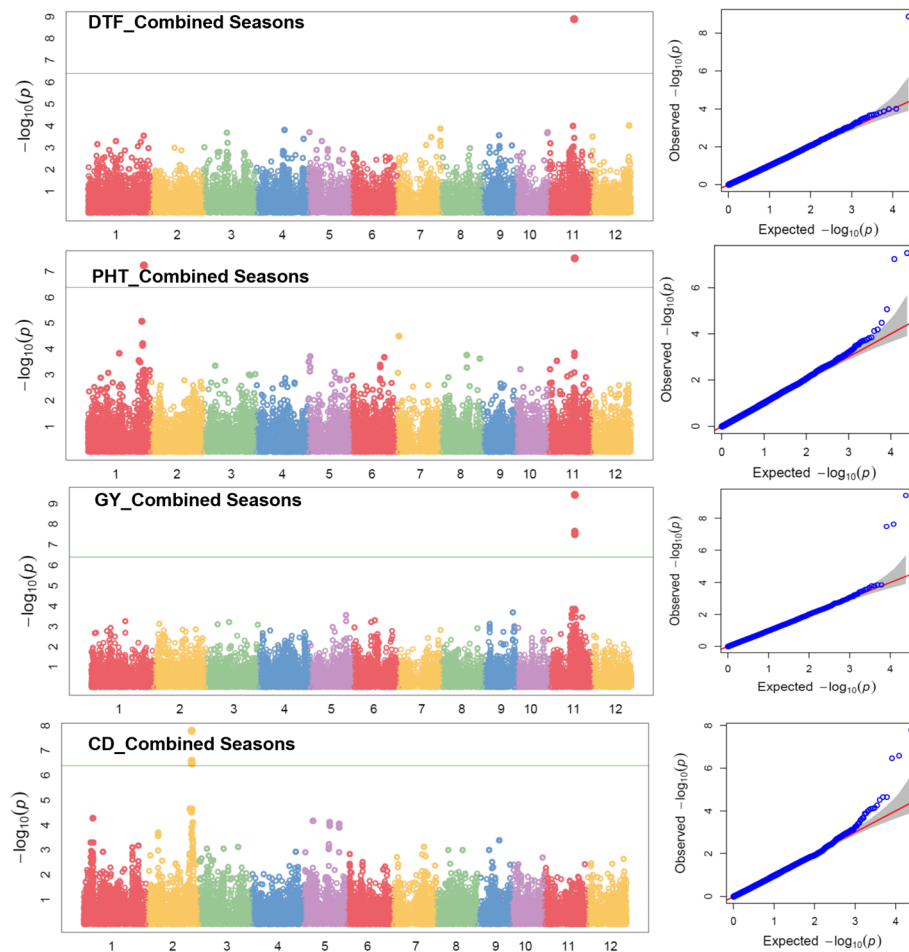 DTF_Combined Seasons
−log₁₀(p)
9
8
7
6
5
4
3
2
1
1 2 3 4 5 6 7 8 9 10 11 12
Observed −log₁₀(p)
8
6
4
2
0
0 1 2 3 4
Expected −log₁₀(p)
PHT_Combined Seasons
−log₁₀(p)
7
6
5
4
3
2
1
1 2 3 4 5 6 7 8 9 10 11 12
Observed −log₁₀(p)
6
4
2
0
0 1 2 3 4
Expected −log₁₀(p)
GY_Combined Seasons
−log₁₀(p)
9
8
7
6
5
4
3
2
1
1 2 3 4 5 6 7 8 9 10 11 12
Observed −log₁₀(p)
8
6
4
2
0
0 1 2 3 4
Expected −log₁₀(p)
CD_Combined Seasons
−log₁₀(p)
8
7
6
5
4
3
2
1
1 2 3 4 5 6 7 8 9 10 11 12
Observed −log₁₀(p)
8
6
4
2
0
0 1 2 3 4
Expected −log₁₀(p)